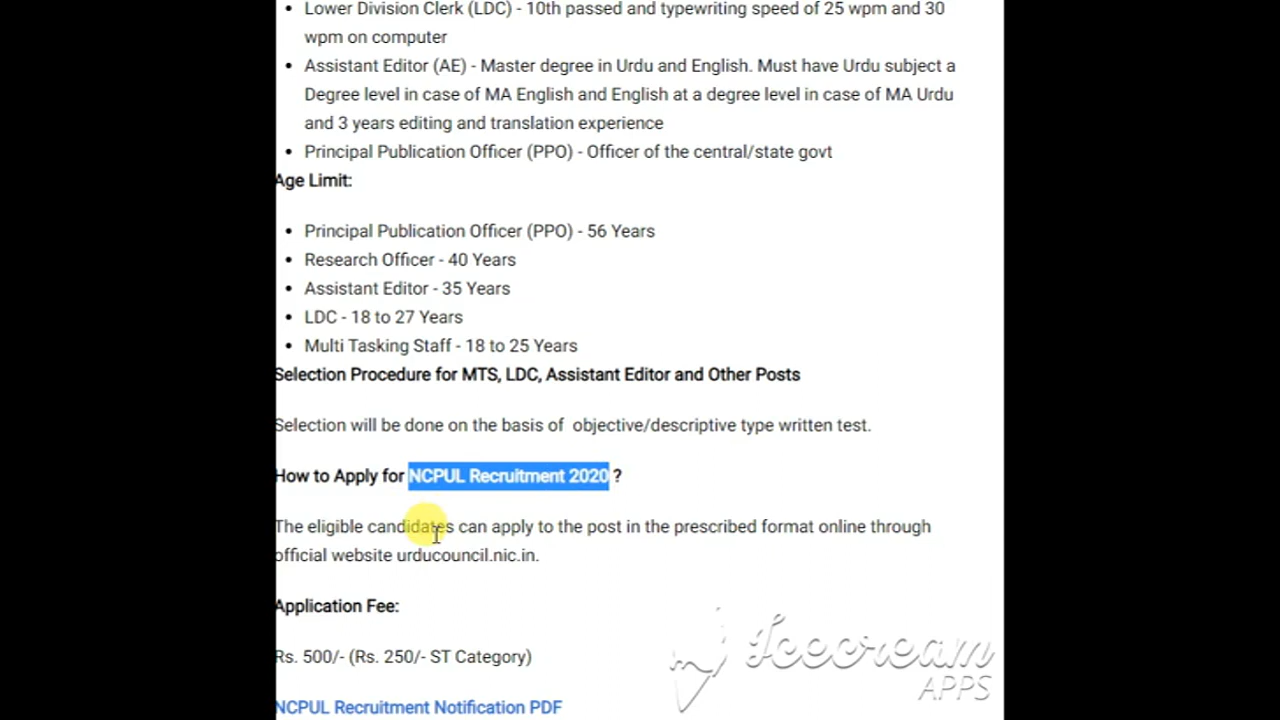 • Lower Division Clerk (LDC) - 10th passed and typewriting speed of 25 wpm and 30
wpm on computer
• Assistant Editor (AE) - Master degree in Urdu and English. Must have Urdu subject a
Degree level in case of MA English and English at a degree level in case of MA Urdu
and 3 years editing and translation experience
• Principal Publication Officer (PPO) - Officer of the central/state govt
Age Limit:
• Principal Publication Officer (PPO) - 56 Years
• Research Officer - 40 Years
• Assistant Editor - 35 Years
• LDC - 18 to 27 Years
• Multi Tasking Staff - 18 to 25 Years
Selection Procedure for MTS, LDC, Assistant Editor and Other Posts
Selection will be done on the basis of  objective/descriptive type written test.
How to Apply for NCPUL Recruitment 2020 ?
The eligible candidates can apply to the post in the prescribed format online through
official website urducouncil.nic.in.
Application Fee:
Rs. 500/- (Rs. 250/- ST Category)
NCPUL Recruitment Notification PDF
Icecream
APPS